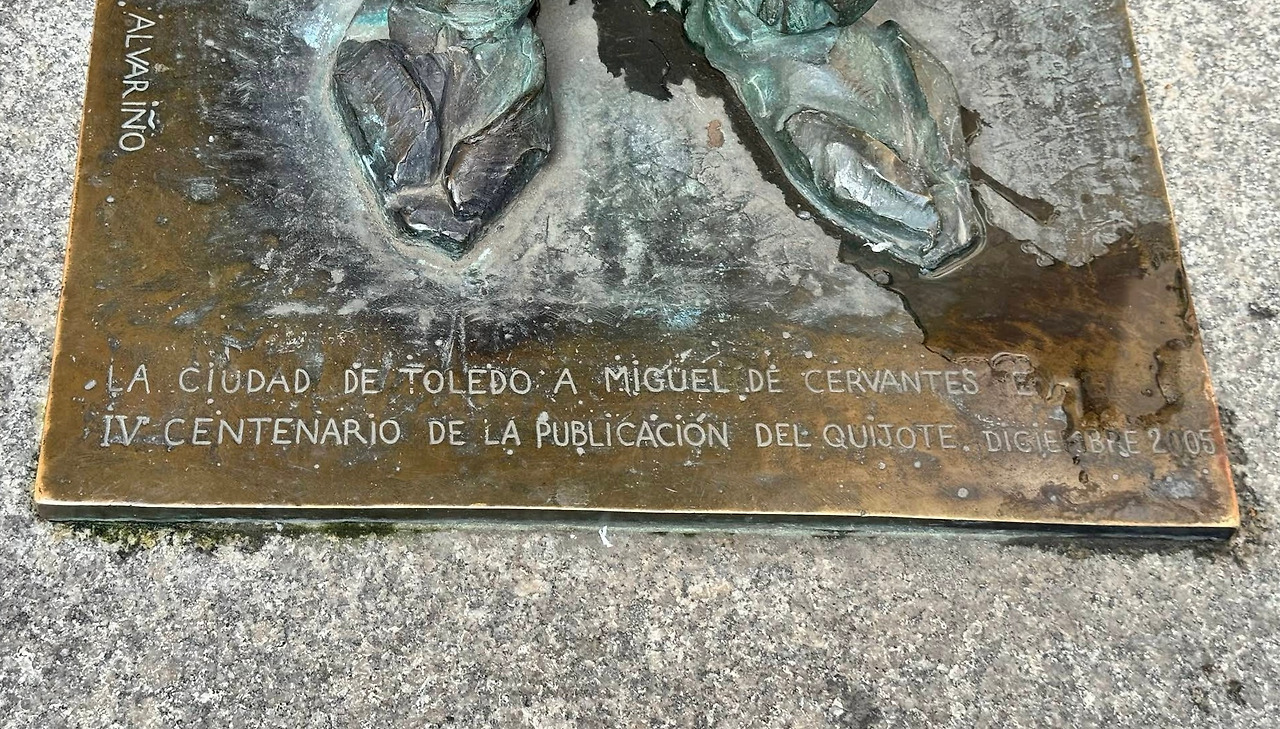 . ALVARIÑO
LA CIUDAD DE TOLEDO A MIGUEL DE CERVANTES
IV CENTENARIO DE LA PUBLICACIÓN DEL QUIJOTE. DICIEMBRE 2005